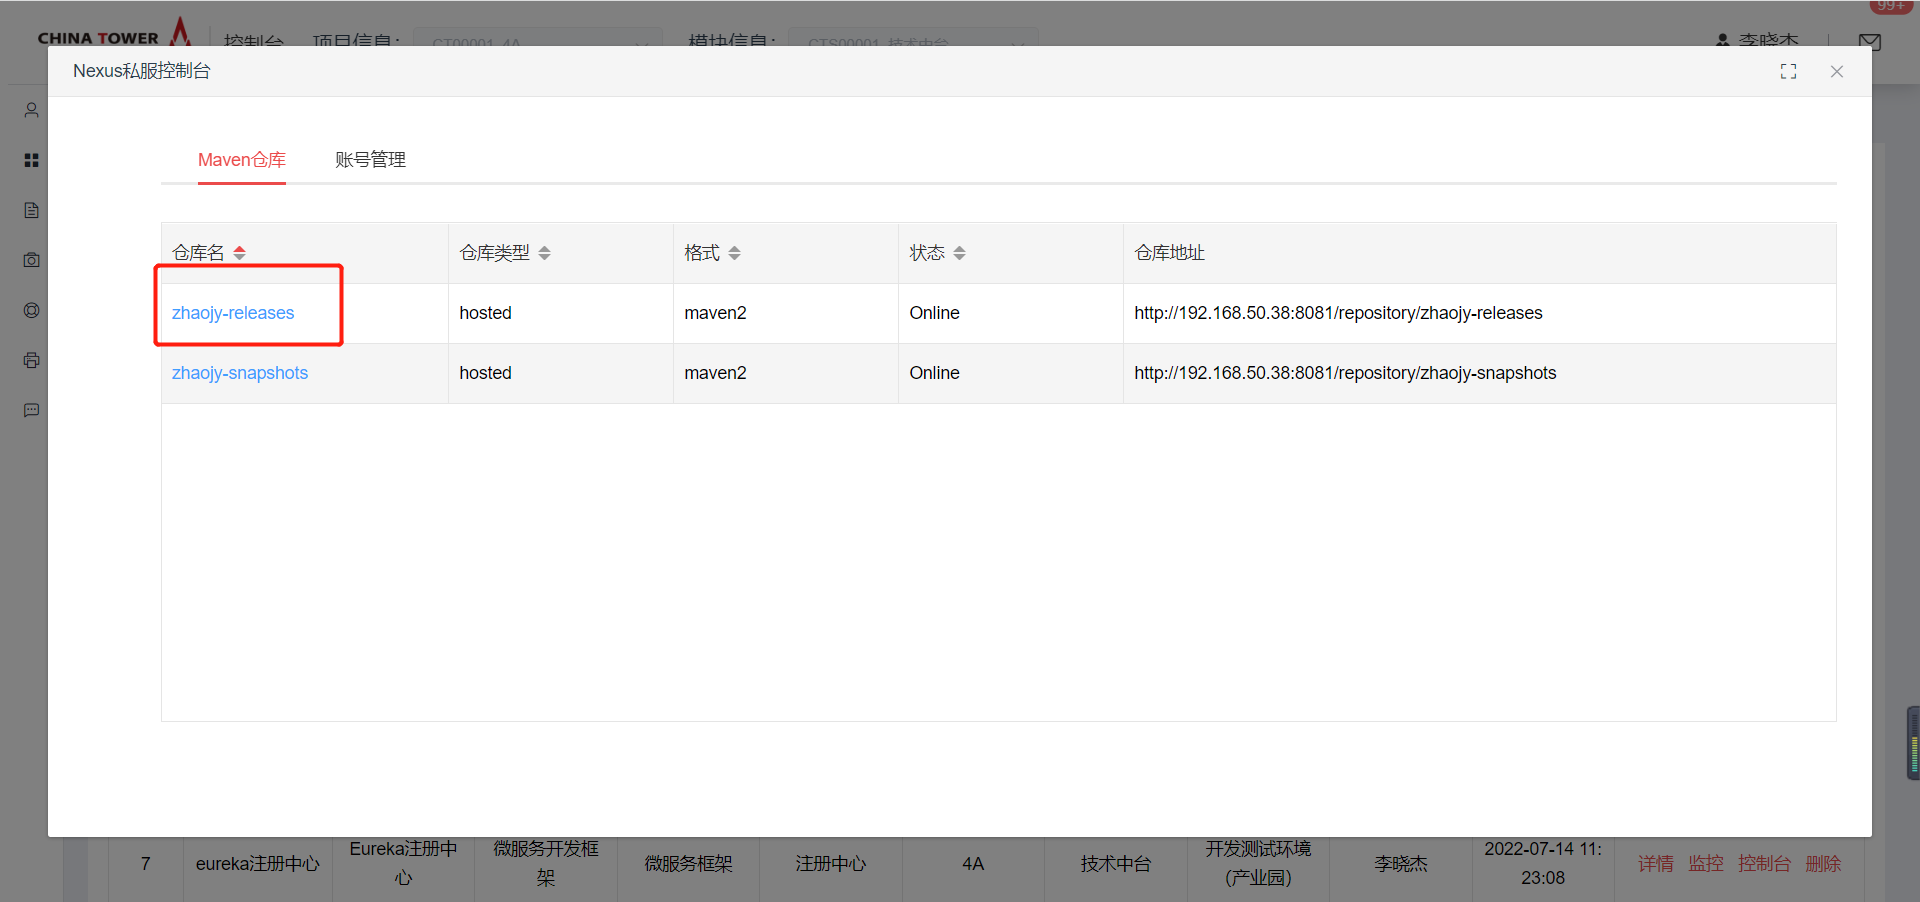 99+
CHINA TOWER 控制台 项目信息: CT00001-4A 模块信息: CTS00001-技术中台 李晓杰
Nexus私服控制台
Maven仓库 账号管理
仓库名 仓库类型 格式 状态 仓库地址
zhaojy-releases hosted maven2 Online http://192.168.50.38:8081/repository/zhaojy-releases
zhaojy-snapshots hosted maven2 Online http://192.168.50.38:8081/repository/zhaojy-snapshots
7 eureka注册中心 Eureka注册中 微服务开发框 微服务框架 注册中心 4A 技术中台 开发测试环境 李晓杰 2022-07-14 11: 详情 监控 控制台 删除
心 架 (产业园) 23:08